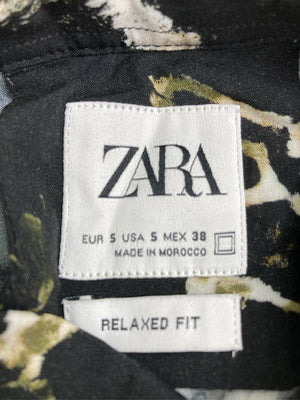 ZARA
EUR S USA S MEX 38
MADE IN MOROCCO
RELAXED FIT